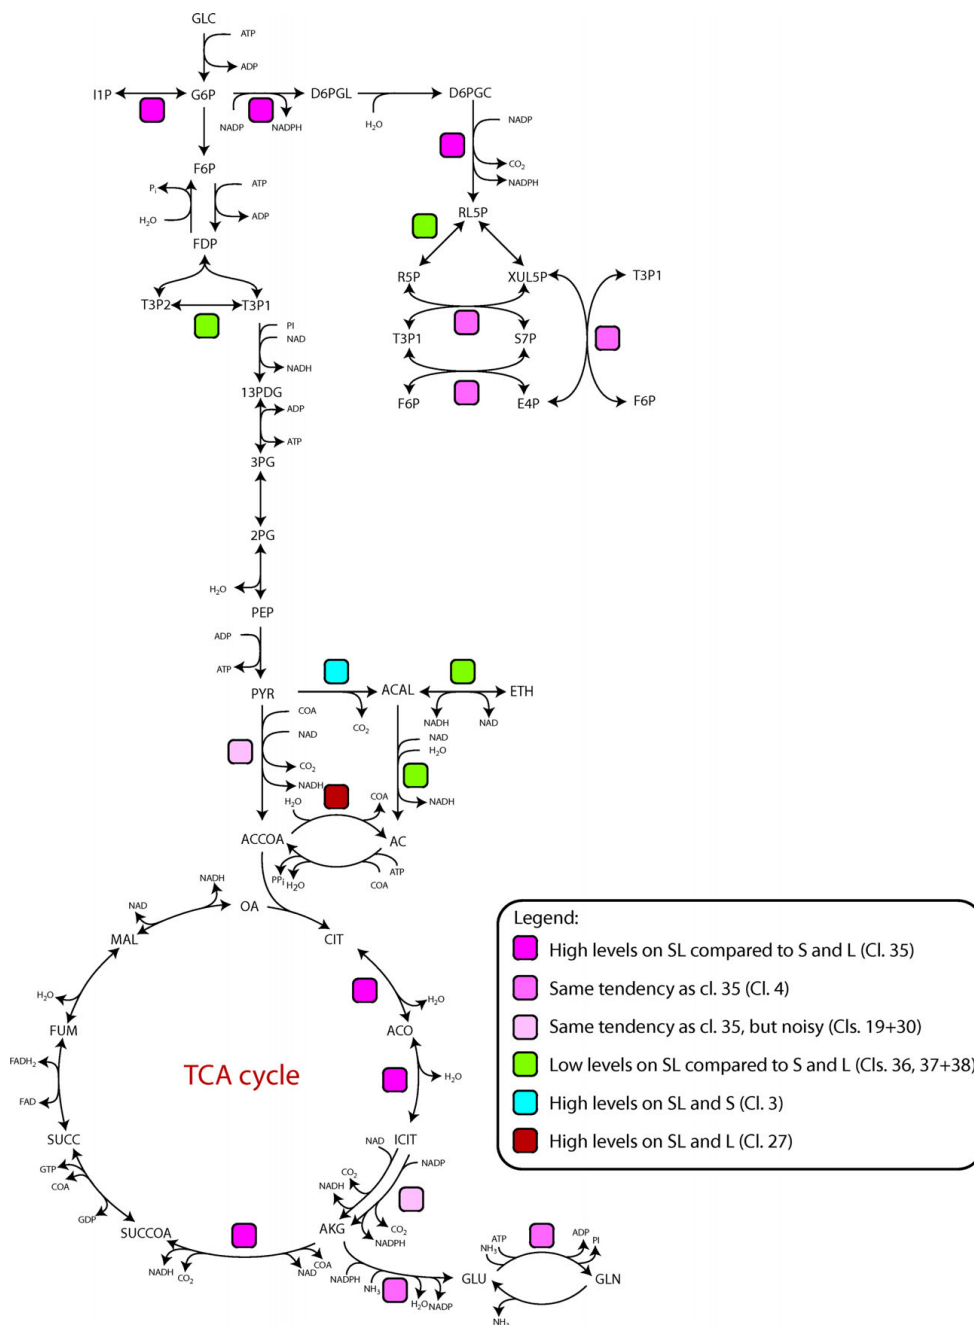 GLC
ATP
ADP
I1P G6P D6PGL D6PGC
NADP NADPH H₂O NADP
CO₂
NADPH
F6P
Pᵢ ATP
H₂O ADP
RL5P
FDP
R5P XUL5P T3P1
T3P2 T3P1
PI
NAD
NADH
T3P1 S7P
13PDG
F6P E4P F6P
ADP
ATP
3PG
2PG
H₂O
PEP
ADP
ATP
PYR ACAL ETH
CO₂ NADH NAD
COA
NAD
CO₂
NADH
NAD
H₂O
NADH
H₂O COA
ACCOA AC
PPᵢ H₂O COA ATP
NADH
NAD
OA
MAL CIT
H₂O H₂O
FUM ACO
FADH₂ H₂O
FAD
TCA cycle
SUCC ICIT
NAD NADP
GTP
COA
GDP
CO₂
NADH
CO₂
NADPH
SUCCOA AKG
NADH CO₂ NAD COA
NADPH NH₃ H₂O NADP
GLU GLN
NH₃ ATP ADP PI
NH₃
Legend:
High levels on SL compared to S and L (Cl. 35)
Same tendency as cl. 35 (Cl. 4)
Same tendency as cl. 35, but noisy (Cls. 19+30)
Low levels on SL compared to S and L (Cls. 36, 37+38)
High levels on SL and S (Cl. 3)
High levels on SL and L (Cl. 27)